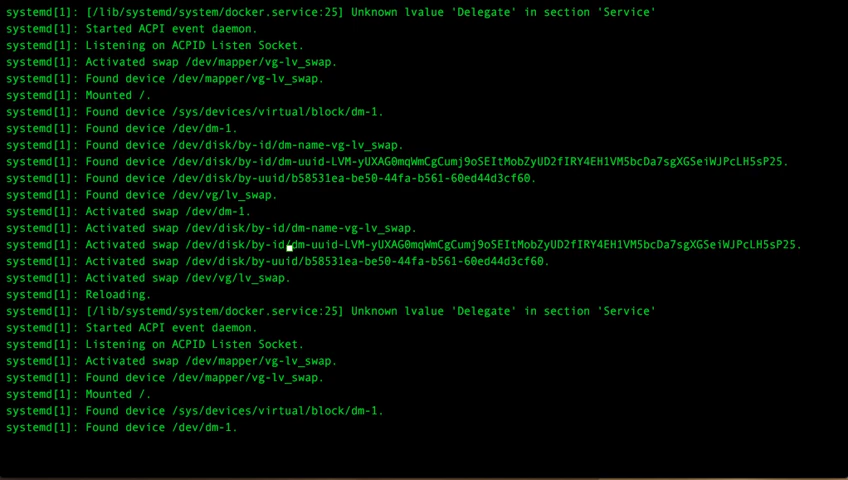 systemd[1]: [/lib/systemd/system/docker.service:25] Unknown lvalue 'Delegate' in section 'Service'
systemd[1]: Started ACPI event daemon.
systemd[1]: Listening on ACPID Listen Socket.
systemd[1]: Activated swap /dev/mapper/vg-lv_swap.
systemd[1]: Found device /dev/mapper/vg-lv_swap.
systemd[1]: Mounted /.
systemd[1]: Found device /sys/devices/virtual/block/dm-1.
systemd[1]: Found device /dev/dm-1.
systemd[1]: Found device /dev/disk/by-id/dm-name-vg-lv_swap.
systemd[1]: Found device /dev/disk/by-id/dm-uuid-LVM-yUXAG0mqWmCgCumj9oSEItMobZyUD2fIRY4EH1VM5bcDa7sgXGSeiWJPcLH5sP25.
systemd[1]: Found device /dev/disk/by-uuid/b58531ea-be50-44fa-b561-60ed44d3cf60.
systemd[1]: Found device /dev/vg/lv_swap.
systemd[1]: Activated swap /dev/dm-1.
systemd[1]: Activated swap /dev/disk/by-id/dm-name-vg-lv_swap.
systemd[1]: Activated swap /dev/disk/by-id/dm-uuid-LVM-yUXAG0mqWmCgCumj9oSEItMobZyUD2fIRY4EH1VM5bcDa7sgXGSeiWJPcLH5sP25.
systemd[1]: Activated swap /dev/disk/by-uuid/b58531ea-be50-44fa-b561-60ed44d3cf60.
systemd[1]: Activated swap /dev/vg/lv_swap.
systemd[1]: Reloading.
systemd[1]: [/lib/systemd/system/docker.service:25] Unknown lvalue 'Delegate' in section 'Service'
systemd[1]: Started ACPI event daemon.
systemd[1]: Listening on ACPID Listen Socket.
systemd[1]: Activated swap /dev/mapper/vg-lv_swap.
systemd[1]: Found device /dev/mapper/vg-lv_swap.
systemd[1]: Mounted /.
systemd[1]: Found device /sys/devices/virtual/block/dm-1.
systemd[1]: Found device /dev/dm-1.